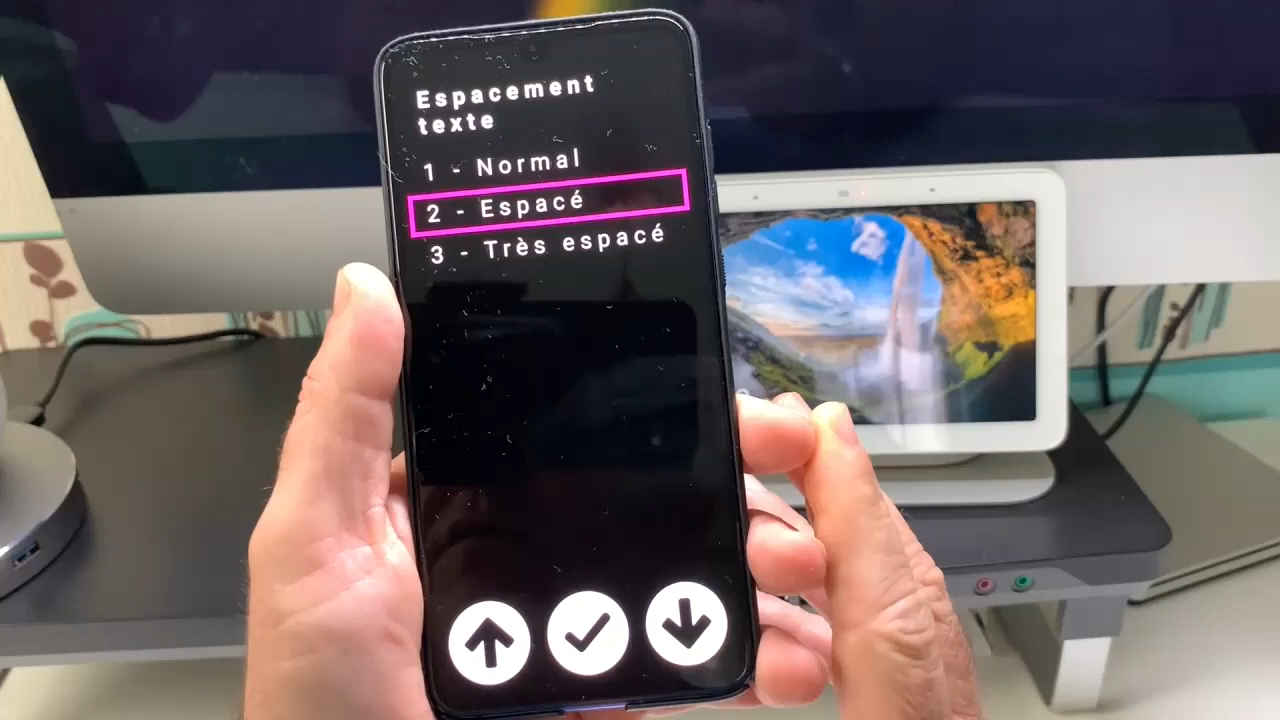 Espacement
texte
1 - Normal
2 - Espacé
3 - Très espacé